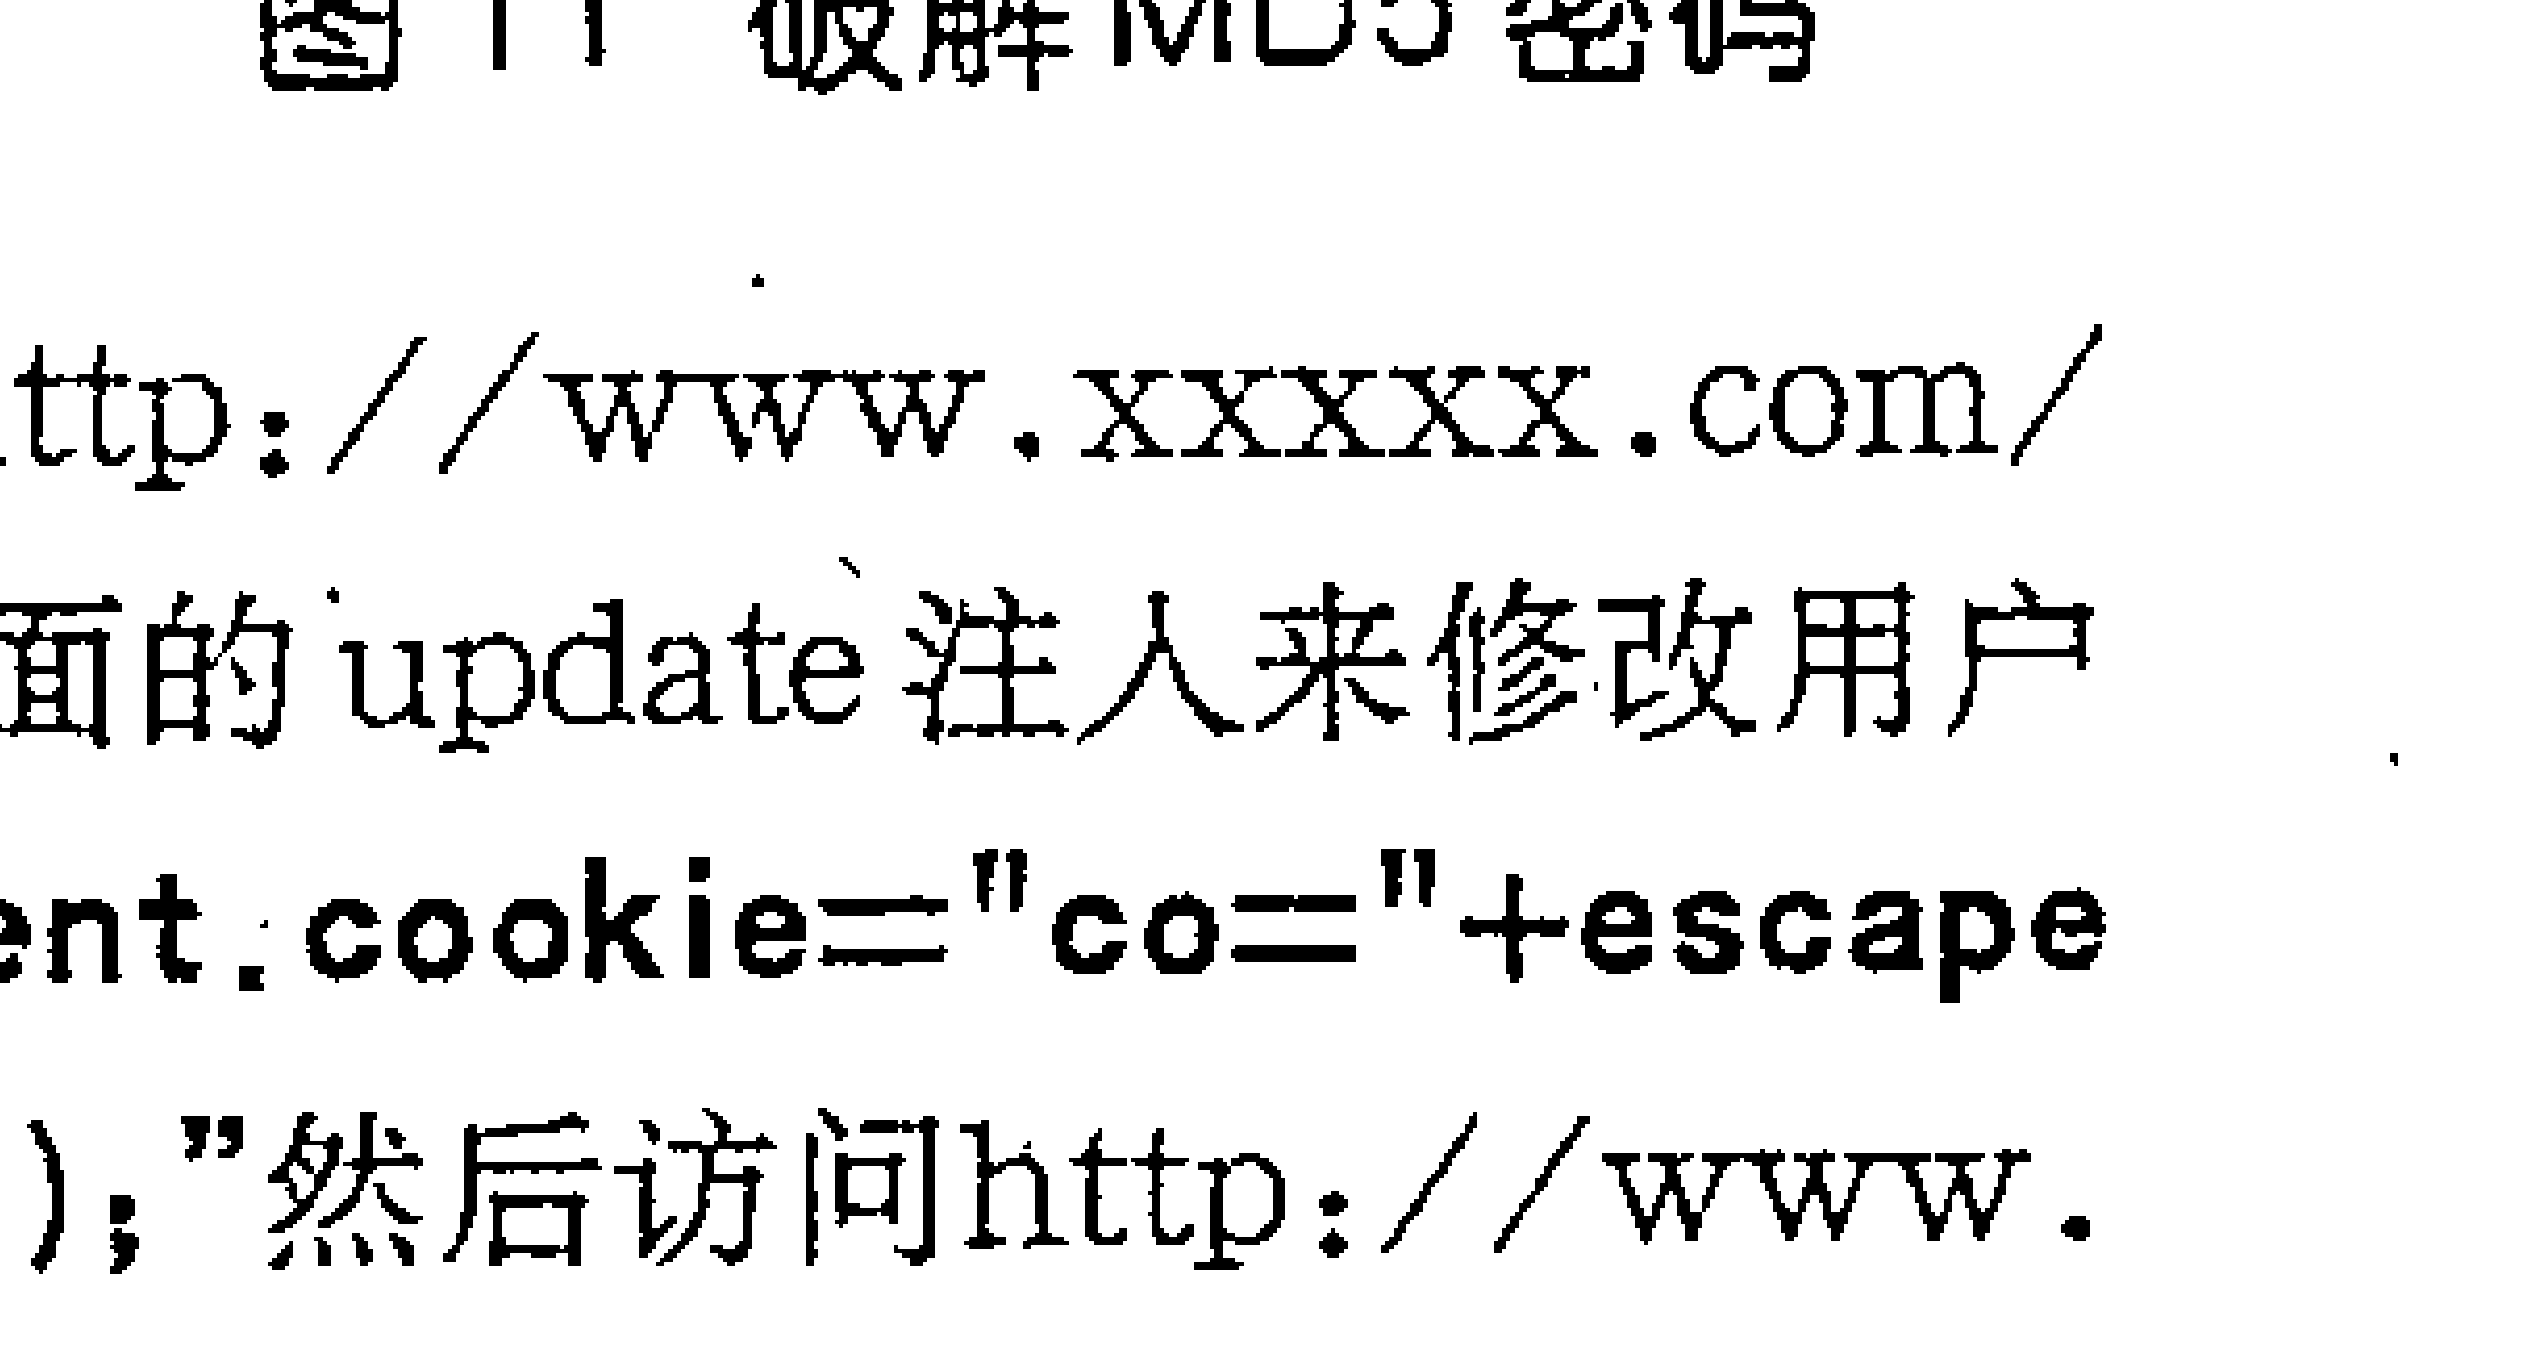 图11 破解MD5密码
ttp://www.xxxxx.com/
面的update注入来修改用户
ent.cookie="co="+escape
);”然后访问http://www.